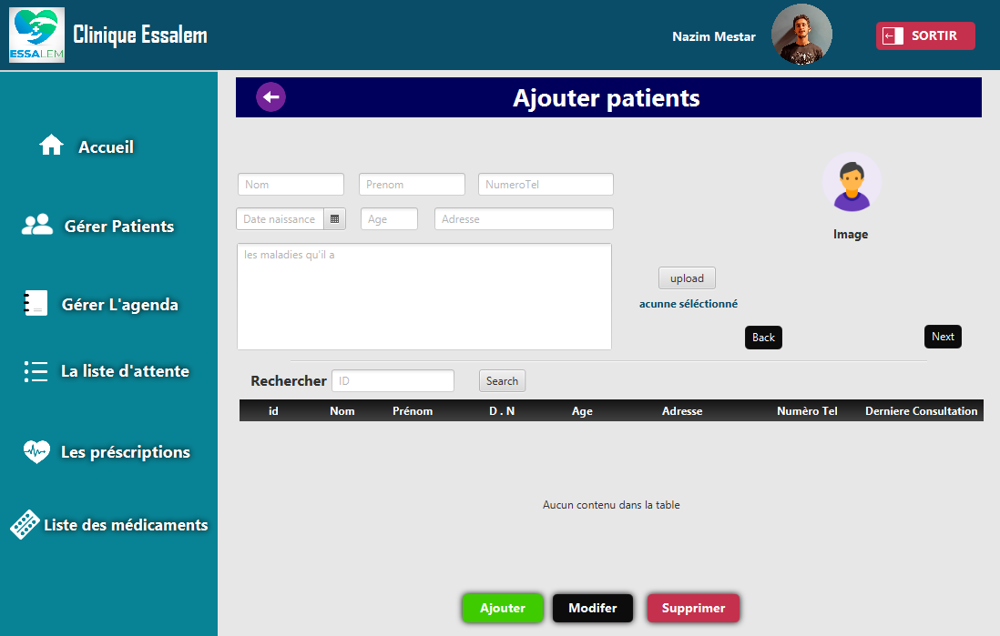 ESSALEM
Clinique Essalem
Nazim Mestar
SORTIR
Accueil
Gérer Patients
Gérer L'agenda
La liste d'attente
Les préscriptions
Liste des médicaments
Ajouter patients
Nom
Prenom
NumeroTel
Date naissance
Age
Adresse
les maladies qu'il a
Image
upload
acunne séléctionné
Back
Next
Rechercher
ID
Search
id
Nom
Prénom
D . N
Age
Adresse
Numèro Tel
Derniere Consultation
Aucun contenu dans la table
Ajouter
Modifer
Supprimer